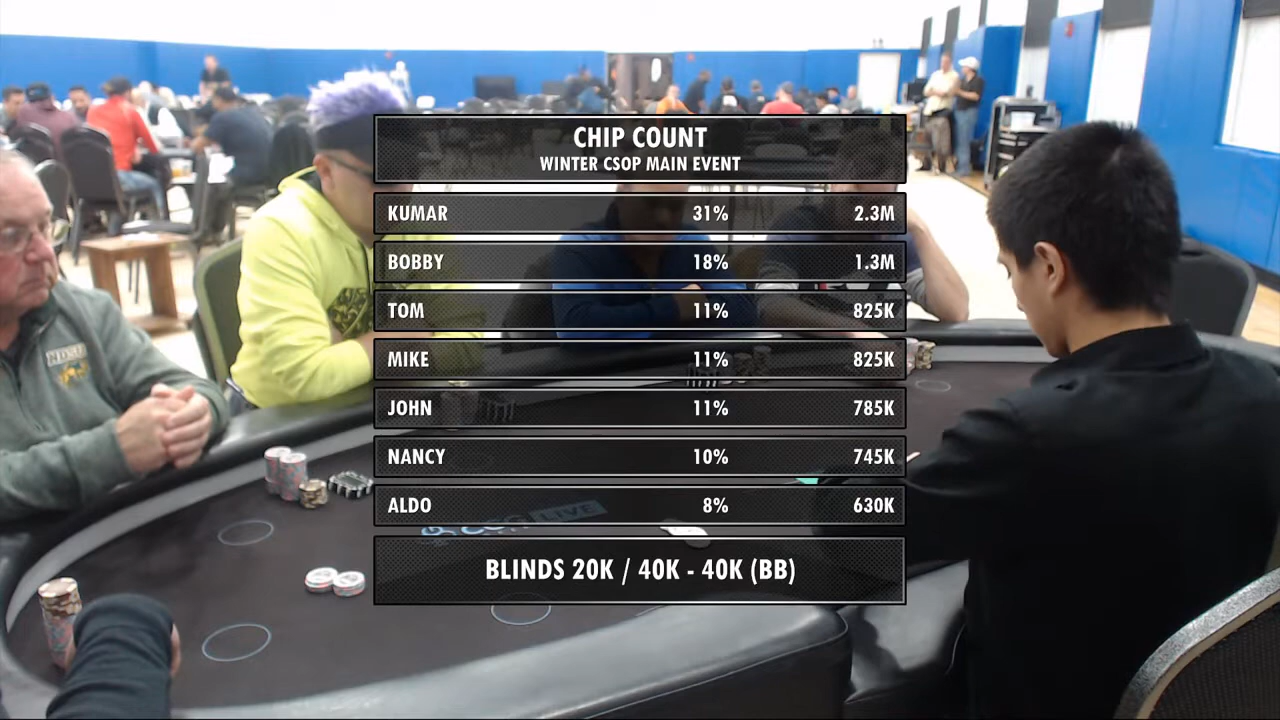 CHIP COUNT
WINTER CSOP MAIN EVENT
KUMAR 31% 2.3M
BOBBY 18% 1.3M
TOM 11% 825K
MIKE 11% 825K
JOHN 11% 785K
NANCY 10% 745K
ALDO 8% 630K
LIVE
BLINDS 20K / 40K - 40K (BB)